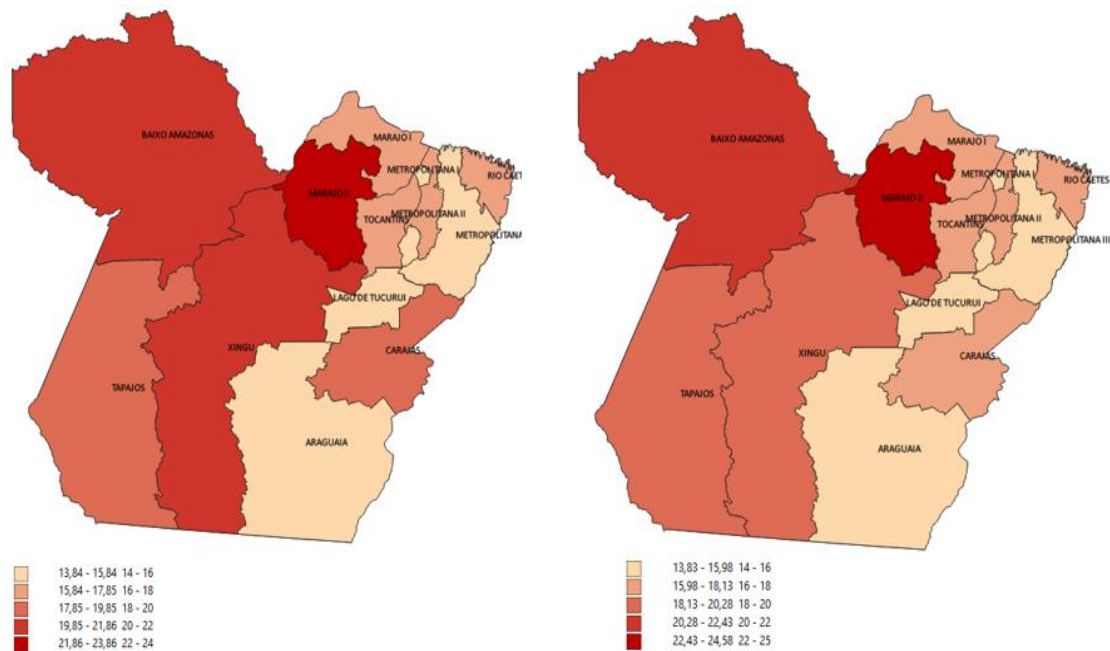 BAIXO AMAZONAS
MARAJO I
METROPOLITANA I
RIO CAETES
MARAJO II
METROPOLITANA II
TOCANTINS
METROPOLITANA
LAGO DE TUCURUI
XINGU
CARAJAS
TAPAJOS
ARAGUAIA
13,84 - 15,84 14 - 16
15,84 - 17,85 16 - 18
17,85 - 19,85 18 - 20
19,85 - 21,86 20 - 22
21,86 - 23,86 22 - 24
BAIXO AMAZONAS
MARAJO I
METROPOLITANA I
RIO CAETES
MARAJO II
METROPOLITANA II
TOCANTINS
METROPOLITANA III
LAGO DE TUCURUI
XINGU
CARAJAS
TAPAJOS
ARAGUAIA
13,83 - 15,98 14 - 16
15,98 - 18,13 16 - 18
18,13 - 20,28 18 - 20
20,28 - 22,43 20 - 22
22,43 - 24,58 22 - 25